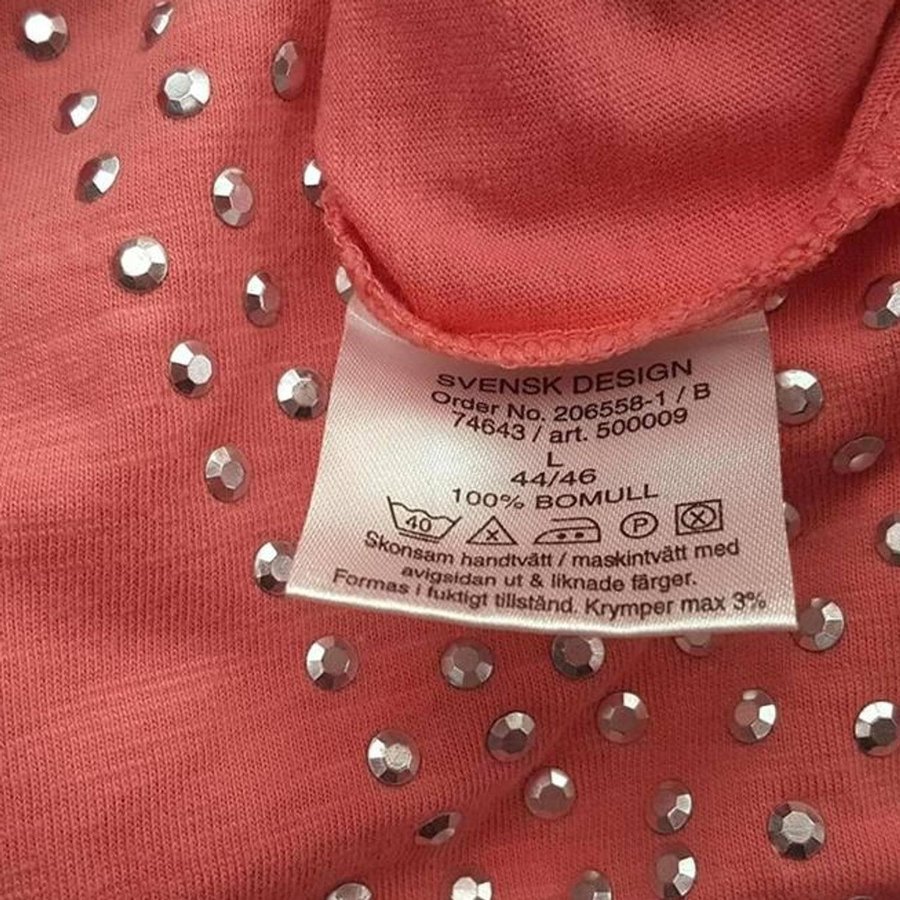 SVENSK DESIGN
Order No. 206558-1 / B
74643 / art. 500009
L
44/46
100% BOMULL
40 P
Skonsam handtvätt / maskintvätt med
avigsidan ut & liknade färger.
Formas i fuktigt tillstånd. Krymper max 3%